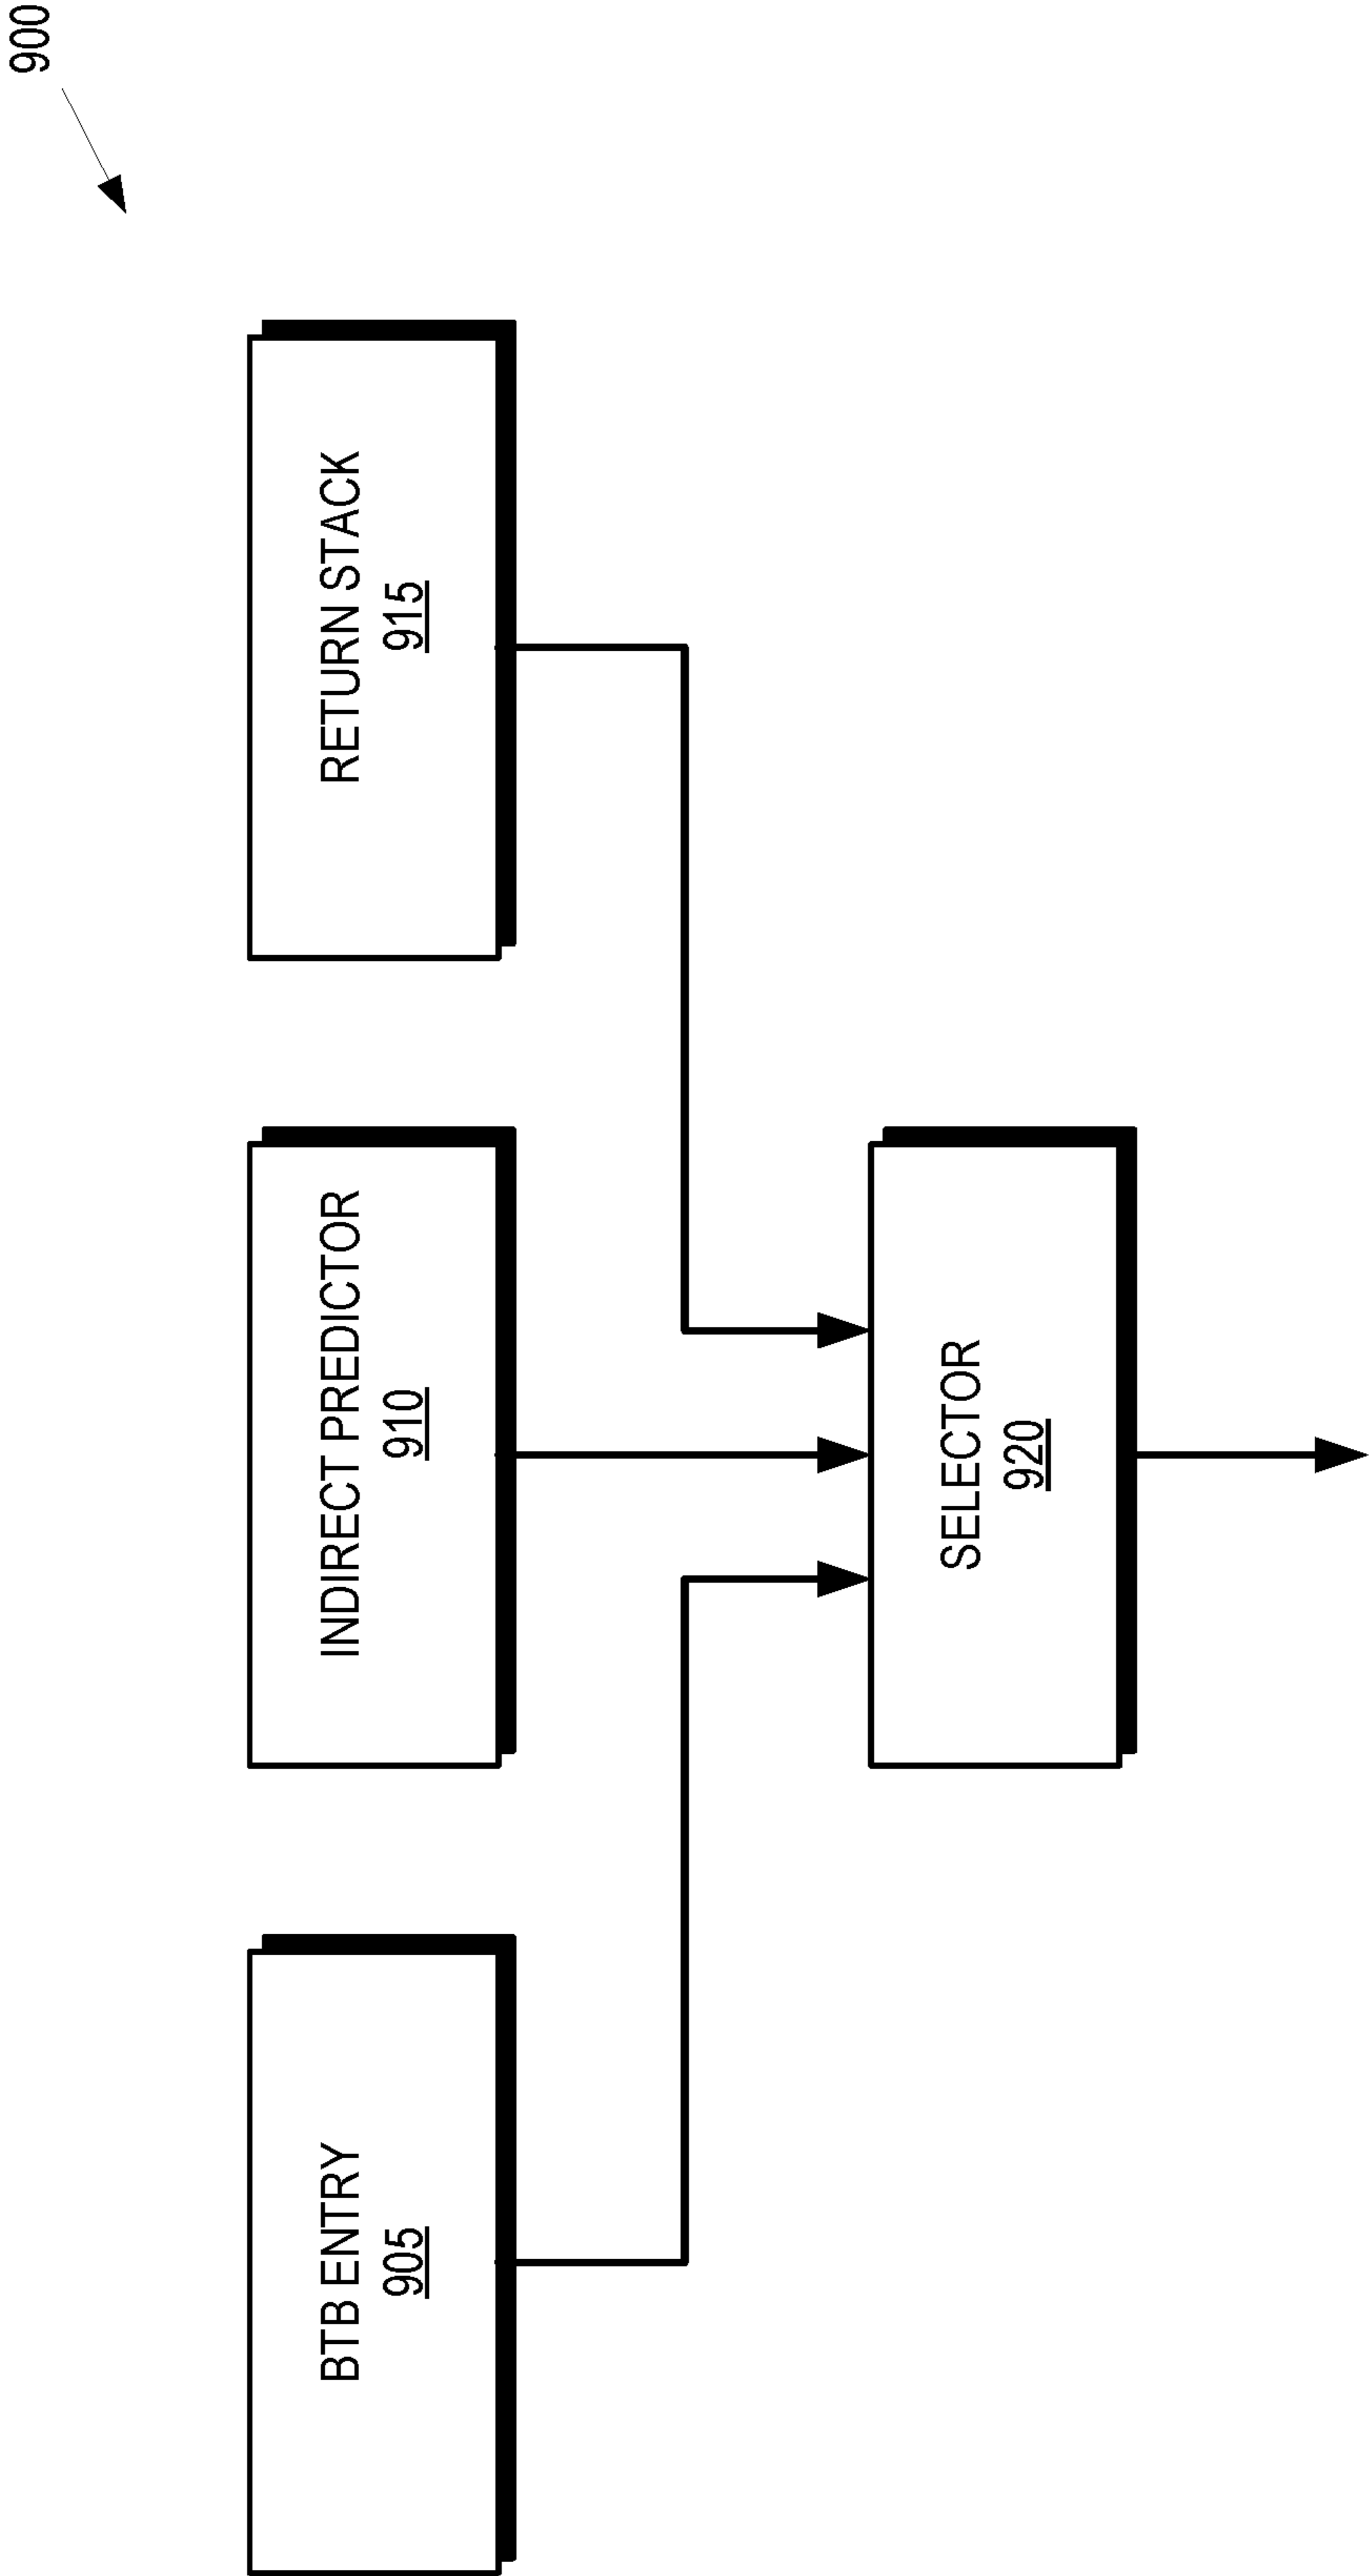 900
BTB ENTRY
905
INDIRECT PREDICTOR
910
RETURN STACK
915
SELECTOR
920